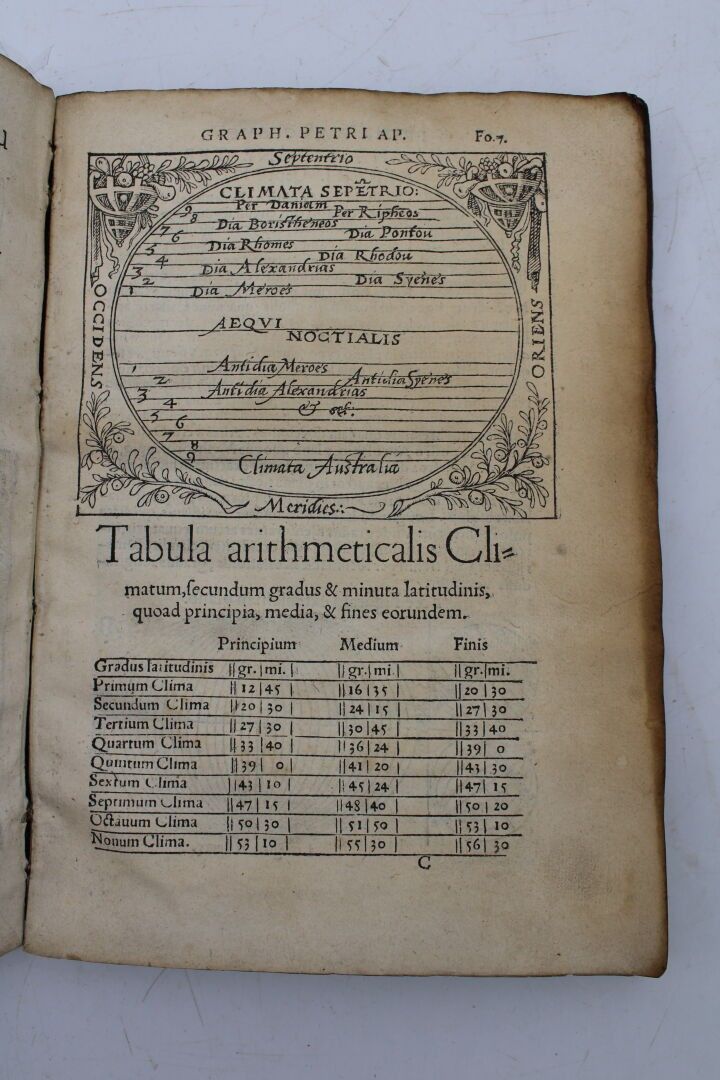 GRAPH. PETRI AP. Fo.7.
Septentrio
CLIMATA SEPẼTRIO:
9 Per Danieim
8 Per Ripheos
7 Dia Boristheneos
6 Dia Pontou
5 Dia Rhomes
4 Dia Rhodou
3 Dia Alexandrias
2 Dia Syenes
1 Dia Meroes
OCCIDENS
ORIENS
AEQVI
NOCTIALIS
1 Antidia Meroes
2 Antidia Syenes
3 Antidia Alexandrias
4 &
5
6
7
8
9
Climata Australia
Meridies.:
Tabula arithmeticalis Cli=
matum, secundum gradus & minuta latitudinis,
quoad principia, media, & fines eorundem.
Principium Medium Finis
Gradus latitudinis || gr. | mi. || gr. | mi. || gr. | mi.
Primum Clima || 12 | 45 | || 16 | 35 | || 20 | 30
Secundum Clima || 20 | 30 | || 24 | 15 | || 27 | 30
Tertium Clima || 27 | 30 | || 30 | 45 | || 33 | 40
Quartum Clima || 33 | 40 | || 36 | 24 | || 39 | 0
Quintum Clima || 39 | 0 | || 41 | 20 | || 43 | 30
Sextum Clima || 43 | 10 | || 45 | 24 | || 47 | 15
Septimum Clima || 47 | 15 | || 48 | 40 | || 50 | 20
Octauum Clima || 50 | 30 | || 51 | 50 | || 53 | 10
Nonum Clima. || 53 | 10 | || 55 | 30 | || 56 | 30
C